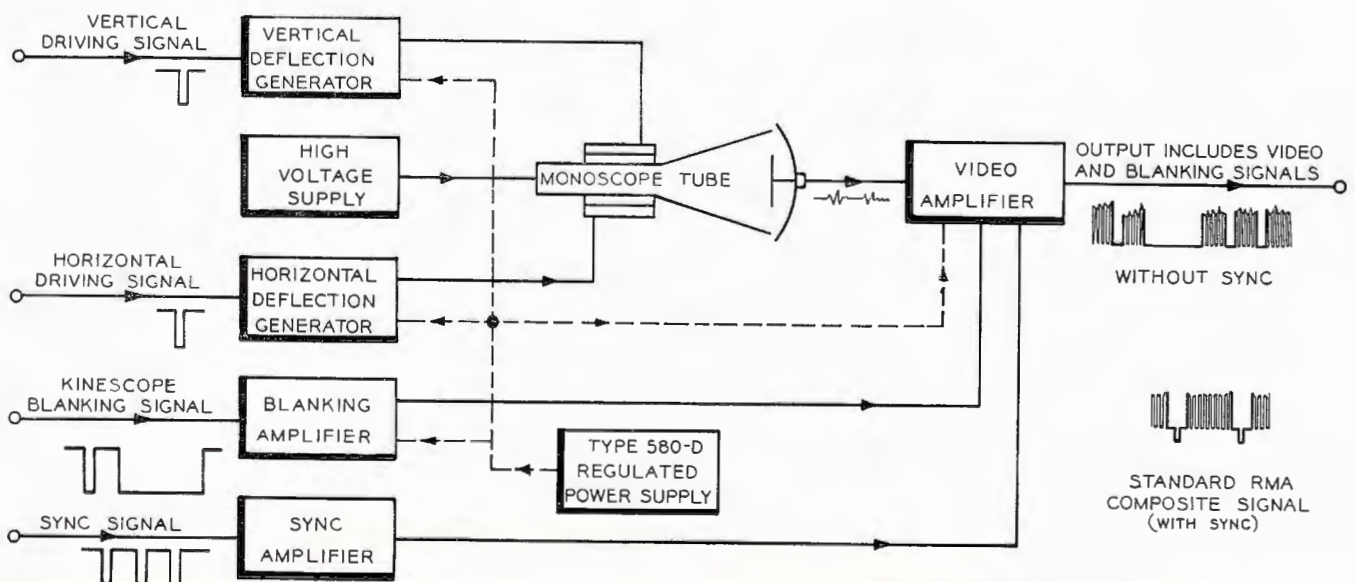 VERTICAL
DRIVING SIGNAL
VERTICAL
DEFLECTION
GENERATOR
HIGH
VOLTAGE
SUPPLY
MONOSCOPE TUBE
VIDEO
AMPLIFIER
OUTPUT INCLUDES VIDEO
AND BLANKING SIGNALS
WITHOUT SYNC
HORIZONTAL
DRIVING SIGNAL
HORIZONTAL
DEFLECTION
GENERATOR
KINESCOPE
BLANKING SIGNAL
BLANKING
AMPLIFIER
TYPE 580-D
REGULATED
POWER SUPPLY
STANDARD RMA
COMPOSITE SIGNAL
(WITH SYNC)
SYNC SIGNAL
SYNC
AMPLIFIER